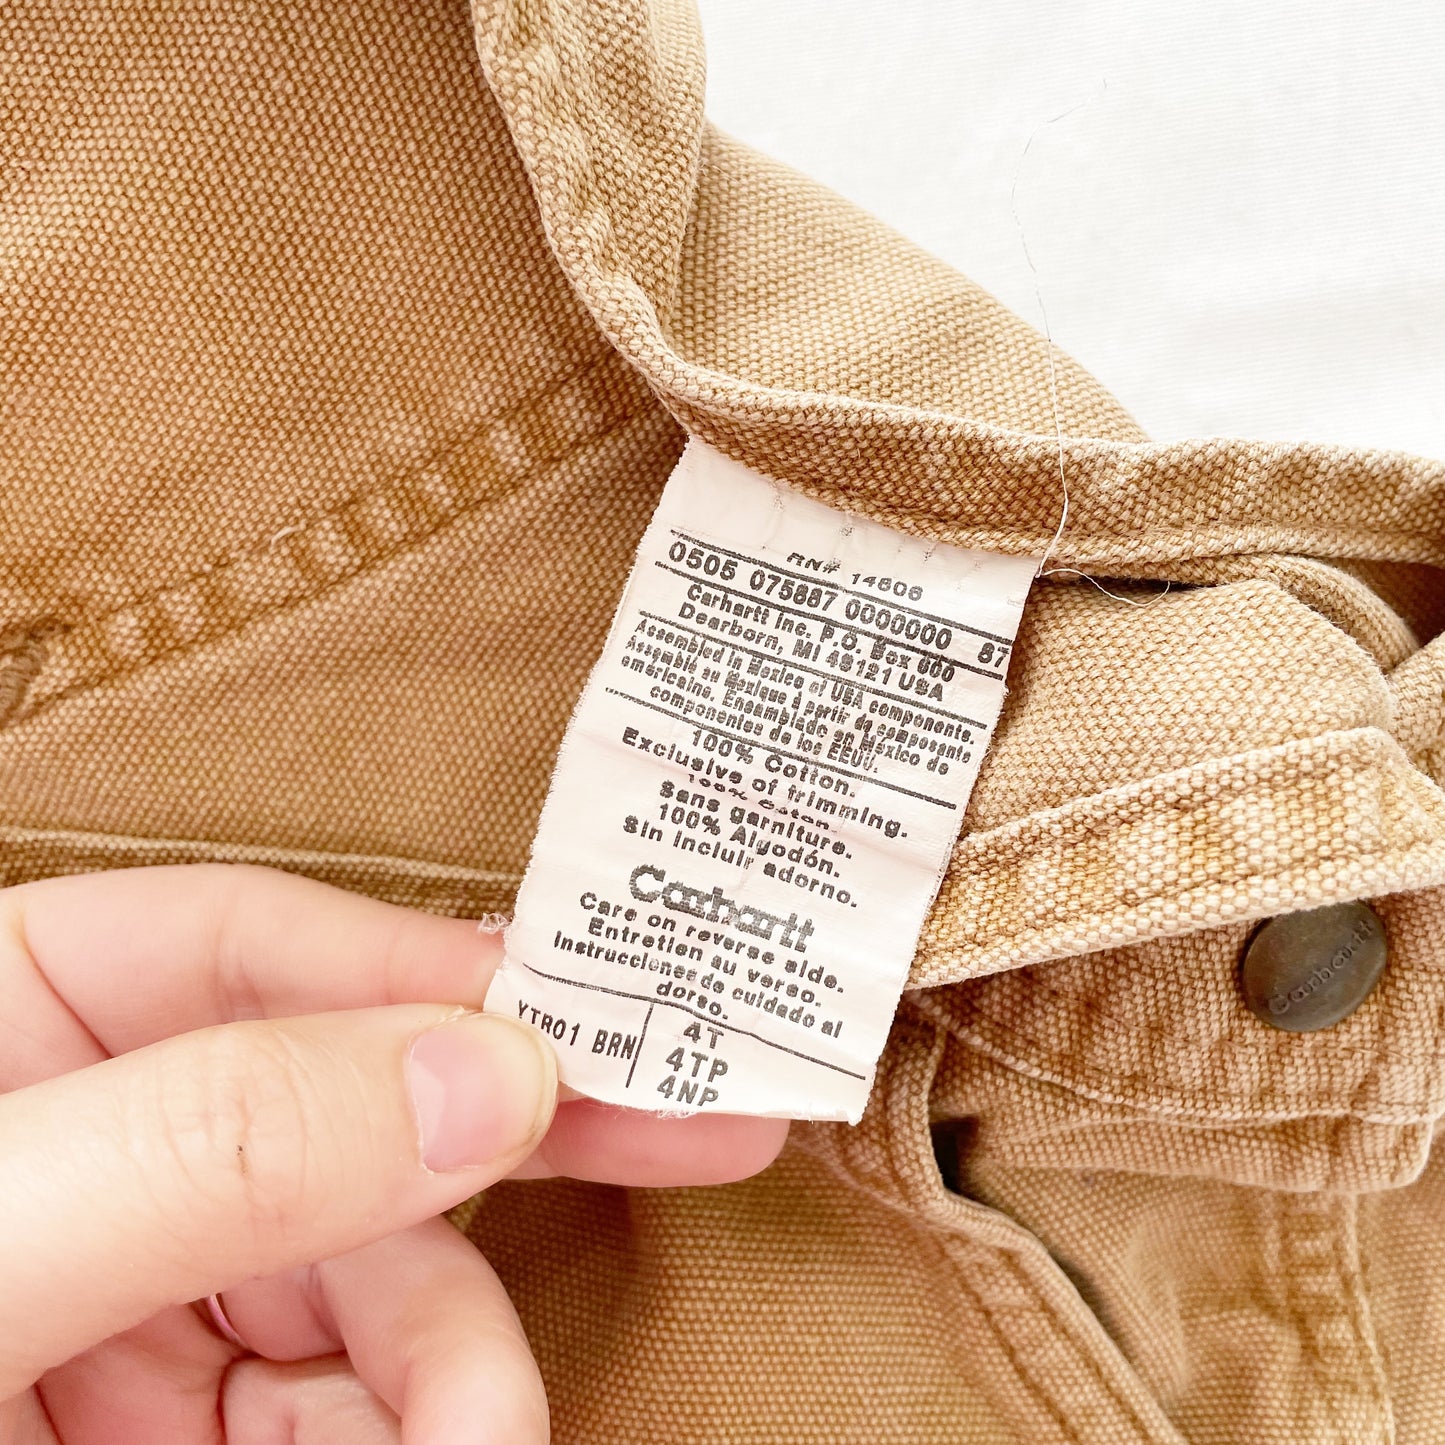 RN# 14806
0505 075887 0000000 87
Carhartt Inc. P.O. Box 600
Dearborn, MI 48121 USA
Assembled in Mexico of USA components.
Assemblé au Mexique à partir de composants
américains. Ensamblado en México de
componentes de los EEUU.
100% Cotton.
Exclusive of trimming.
100% Coton.
Sans garniture.
100% Algodón.
Sin incluir adorno.
Carhartt
Care on reverse side.
Entretien au verso.
Instrucciones de cuidado al
dorso.
YTR01 BRN
4T
4TP
4NP
Carhartt